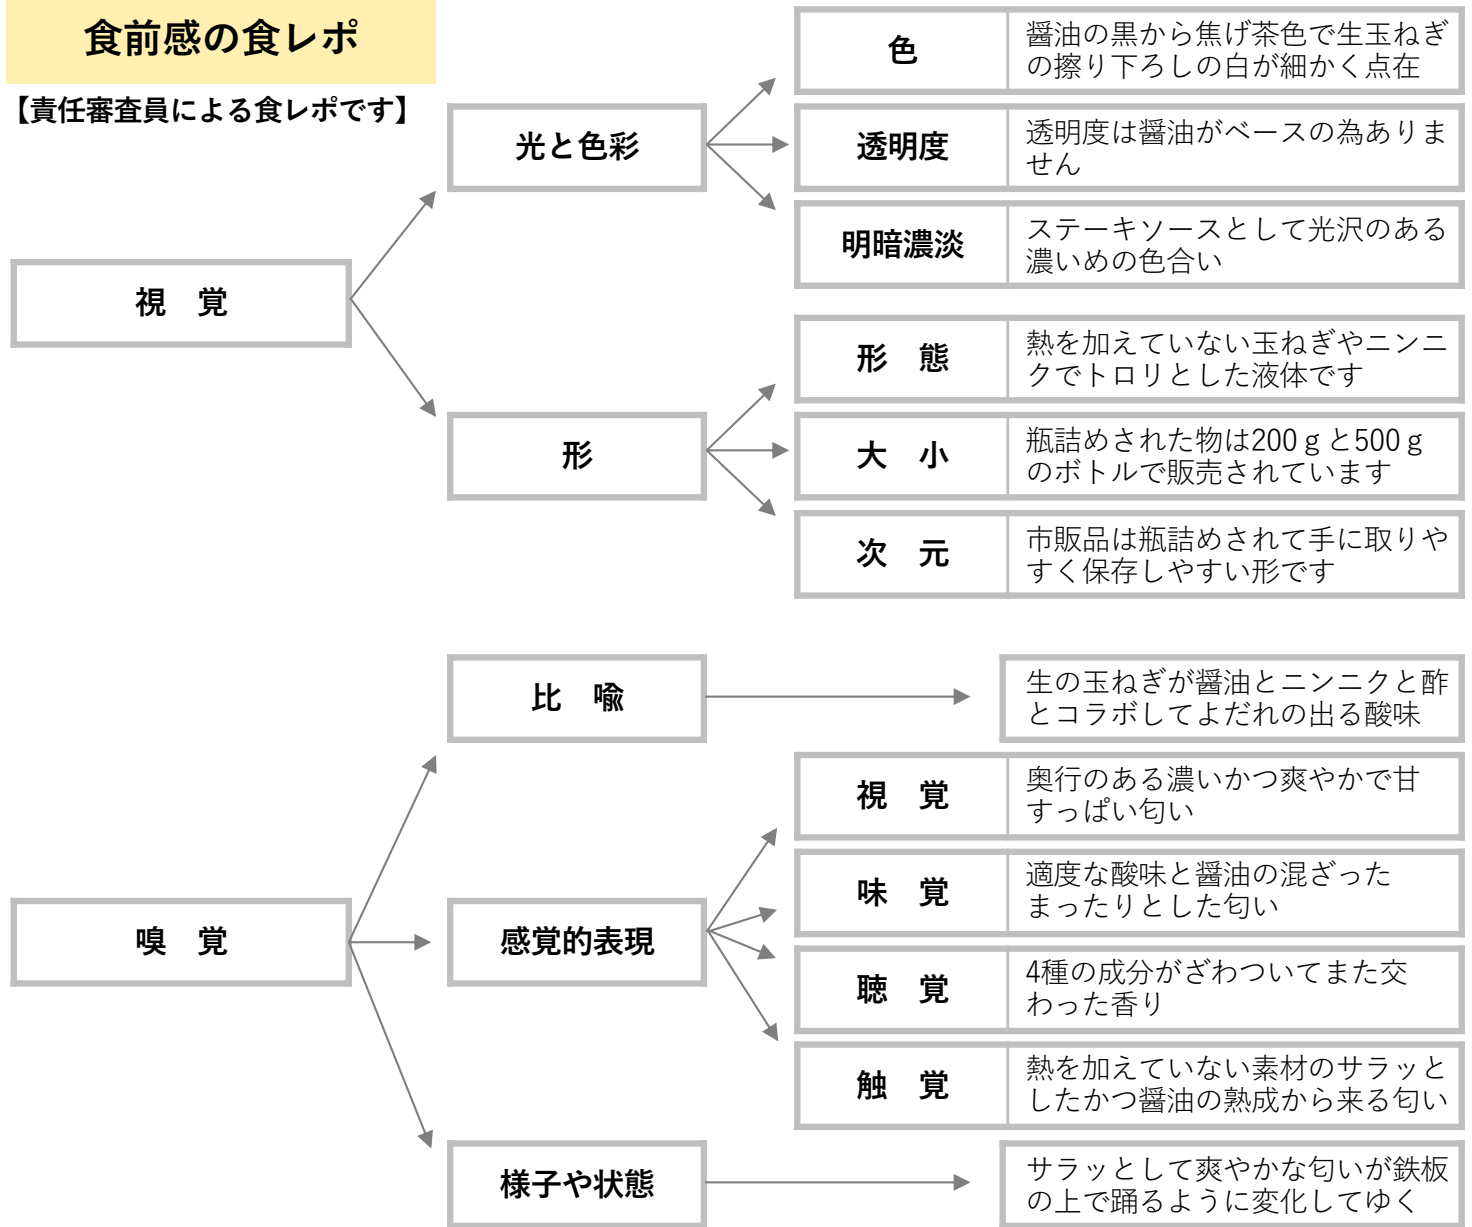 食前感の食レポ
【責任審査員による食レポです】
視　覚
光と色彩
色
醤油の黒から焦げ茶色で生玉ねぎ
の擦り下ろしの白が細かく点在
透明度
透明度は醤油がベースの為ありま
せん
明暗濃淡
ステーキソースとして光沢のある
濃いめの色合い
形
形　態
熱を加えていない玉ねぎやニンニ
クでトロリとした液体です
大　小
瓶詰めされた物は200ｇと500ｇ
のボトルで販売されています
次　元
市販品は瓶詰めされて手に取りや
すく保存しやすい形です
嗅　覚
比　喩
生の玉ねぎが醤油とニンニクと酢
とコラボしてよだれの出る酸味
感覚的表現
視　覚
奥行のある濃いかつ爽やかで甘
すっぱい匂い
味　覚
適度な酸味と醤油の混ざった
まったりとした匂い
聴　覚
4種の成分がざわついてまた交
わった香り
触　覚
熱を加えていない素材のサラッと
したかつ醤油の熟成から来る匂い
様子や状態
サラッとして爽やかな匂いが鉄板
の上で踊るように変化してゆく